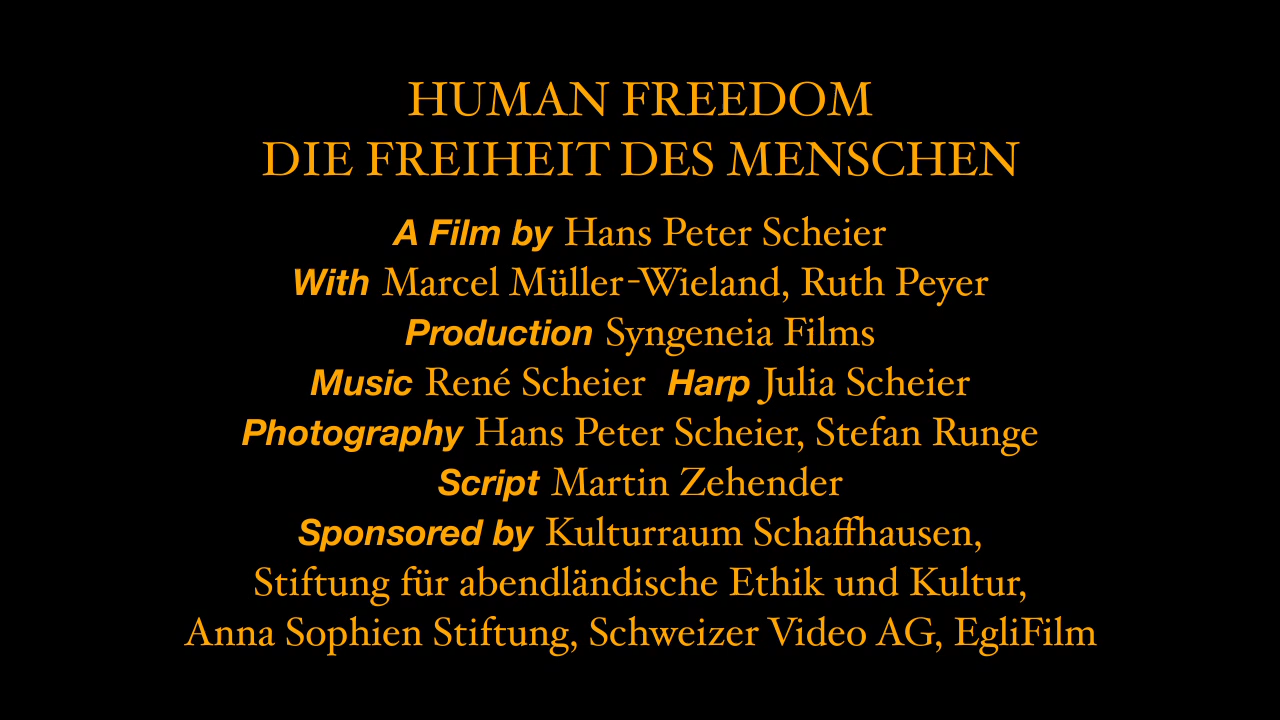 HUMAN FREEDOM
DIE FREIHEIT DES MENSCHEN
A Film by Hans Peter Scheier
With Marcel Müller-Wieland, Ruth Peyer
Production Syngeneia Films
Music René Scheier Harp Julia Scheier
Photography Hans Peter Scheier, Stefan Runge
Script Martin Zehender
Sponsored by Kulturraum Schaffhausen,
Stiftung für abendländische Ethik und Kultur,
Anna Sophien Stiftung, Schweizer Video AG, EgliFilm